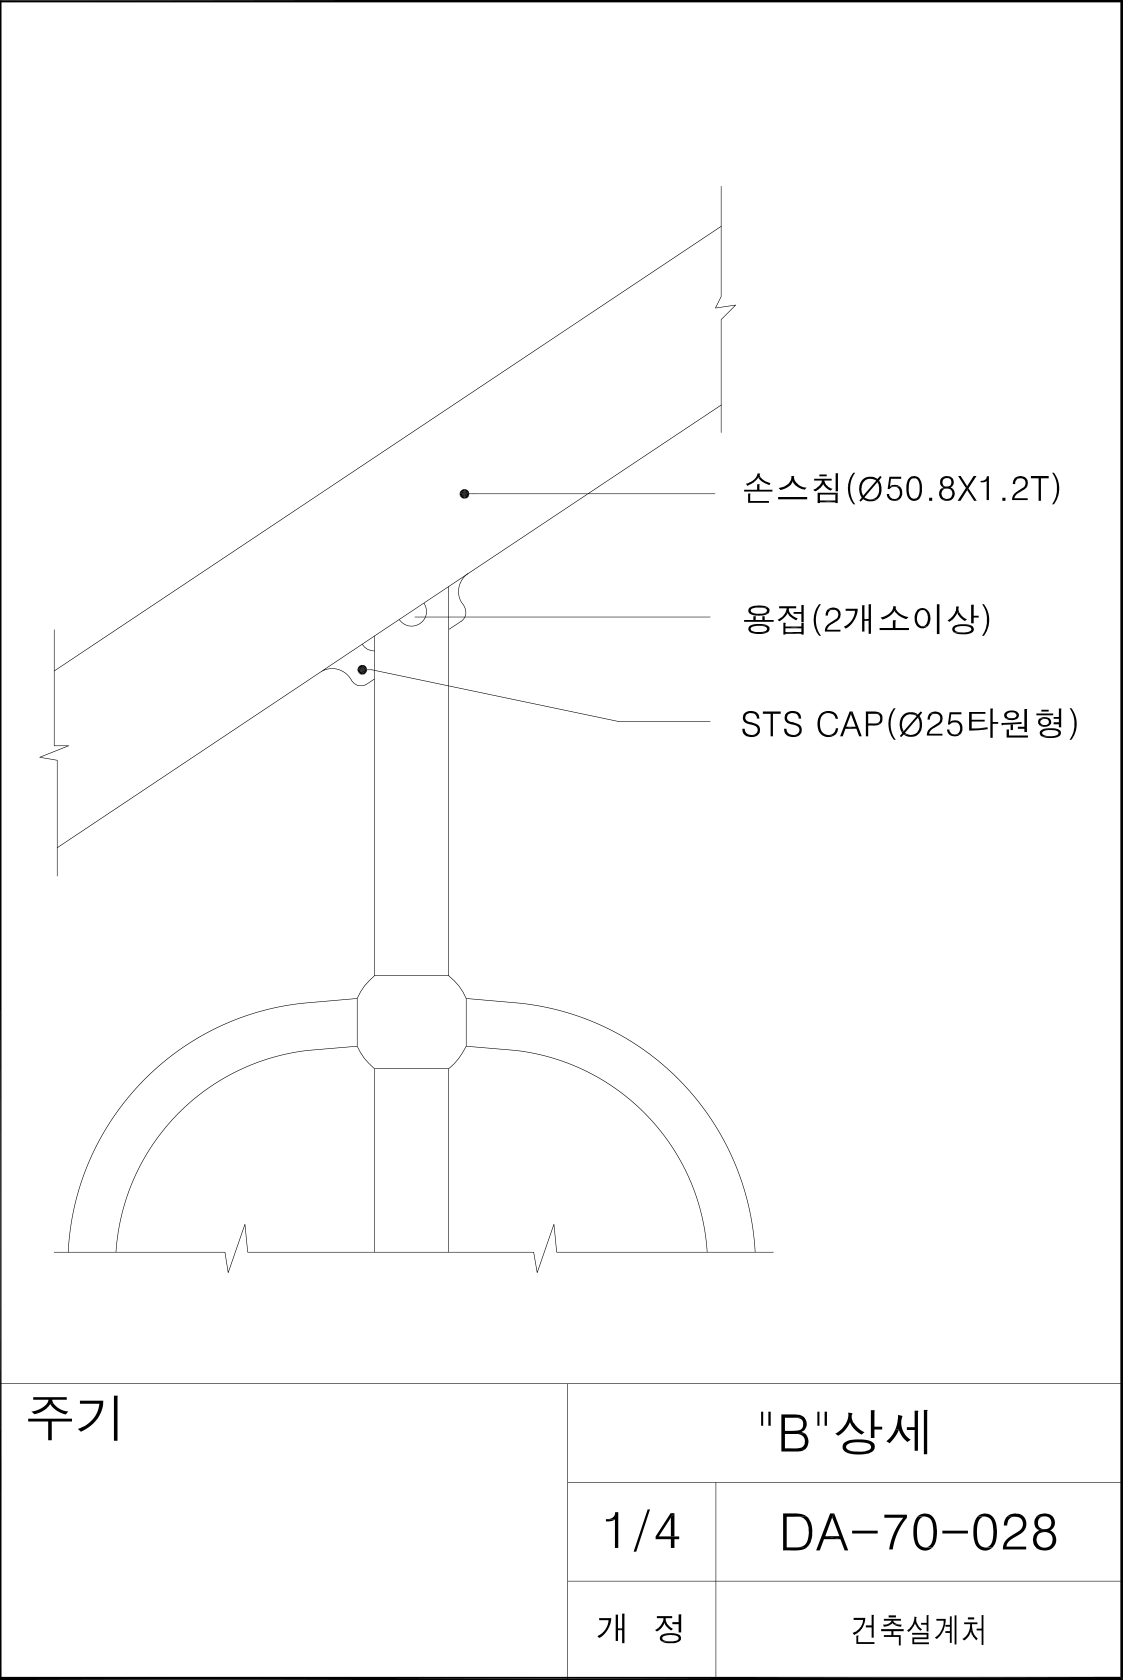 손스침(Ø50.8X1.2T)
용접(2개소이상)
STS CAP(Ø25타원형)
주기
"B"상세
1/4
DA-70-028
개 정
건축설계처